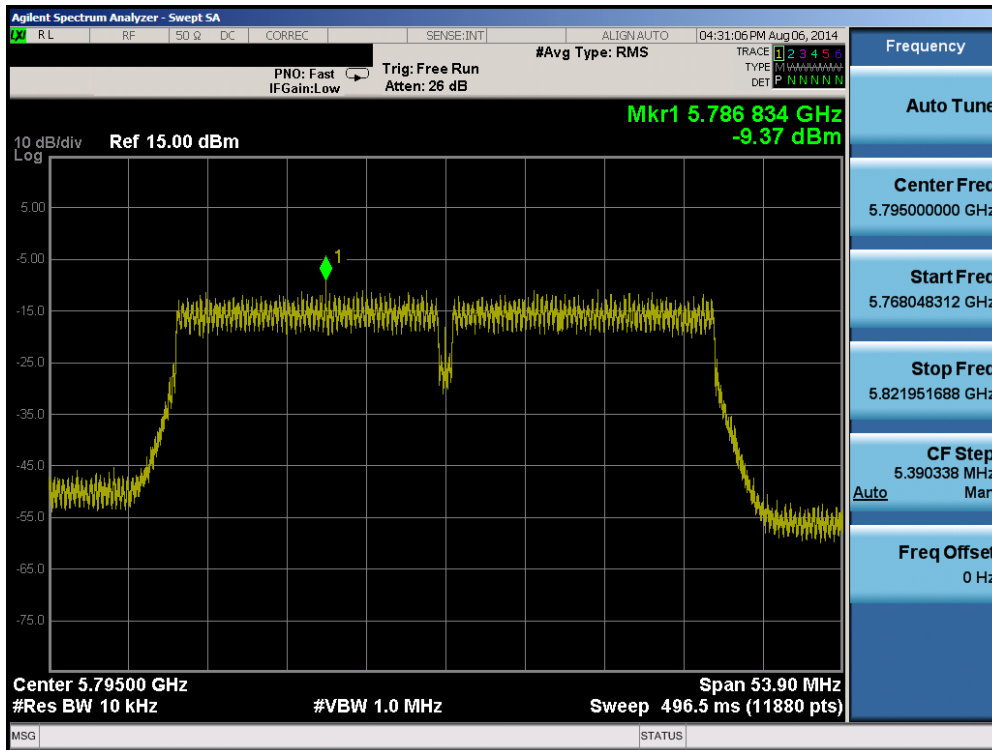 Agilent Spectrum Analyzer - Swept SA
LXI RL RF 50 Ω DC CORREC SENSE:INT ALIGN AUTO 04:31:06 PM Aug 06, 2014
#Avg Type: RMS TRACE 1 2 3 4 5 6
PNO: Fast Trig: Free Run TYPE M W W W W W
IFGain:Low Atten: 26 dB DET P N N N N N
Mkr1 5.786 834 GHz
-9.37 dBm
10 dB/div Ref 15.00 dBm
Log
5.00
1
-5.00
-15.0
-25.0
-35.0
-45.0
-55.0
-65.0
-75.0
Center 5.79500 GHz Span 53.90 MHz
#Res BW 10 kHz #VBW 1.0 MHz Sweep 496.5 ms (11880 pts)
MSG STATUS
Frequency
Auto Tune
Center Freq
5.795000000 GHz
Start Freq
5.768048312 GHz
Stop Freq
5.821951688 GHz
CF Step
5.390338 MHz
Auto Man
Freq Offset
0 Hz